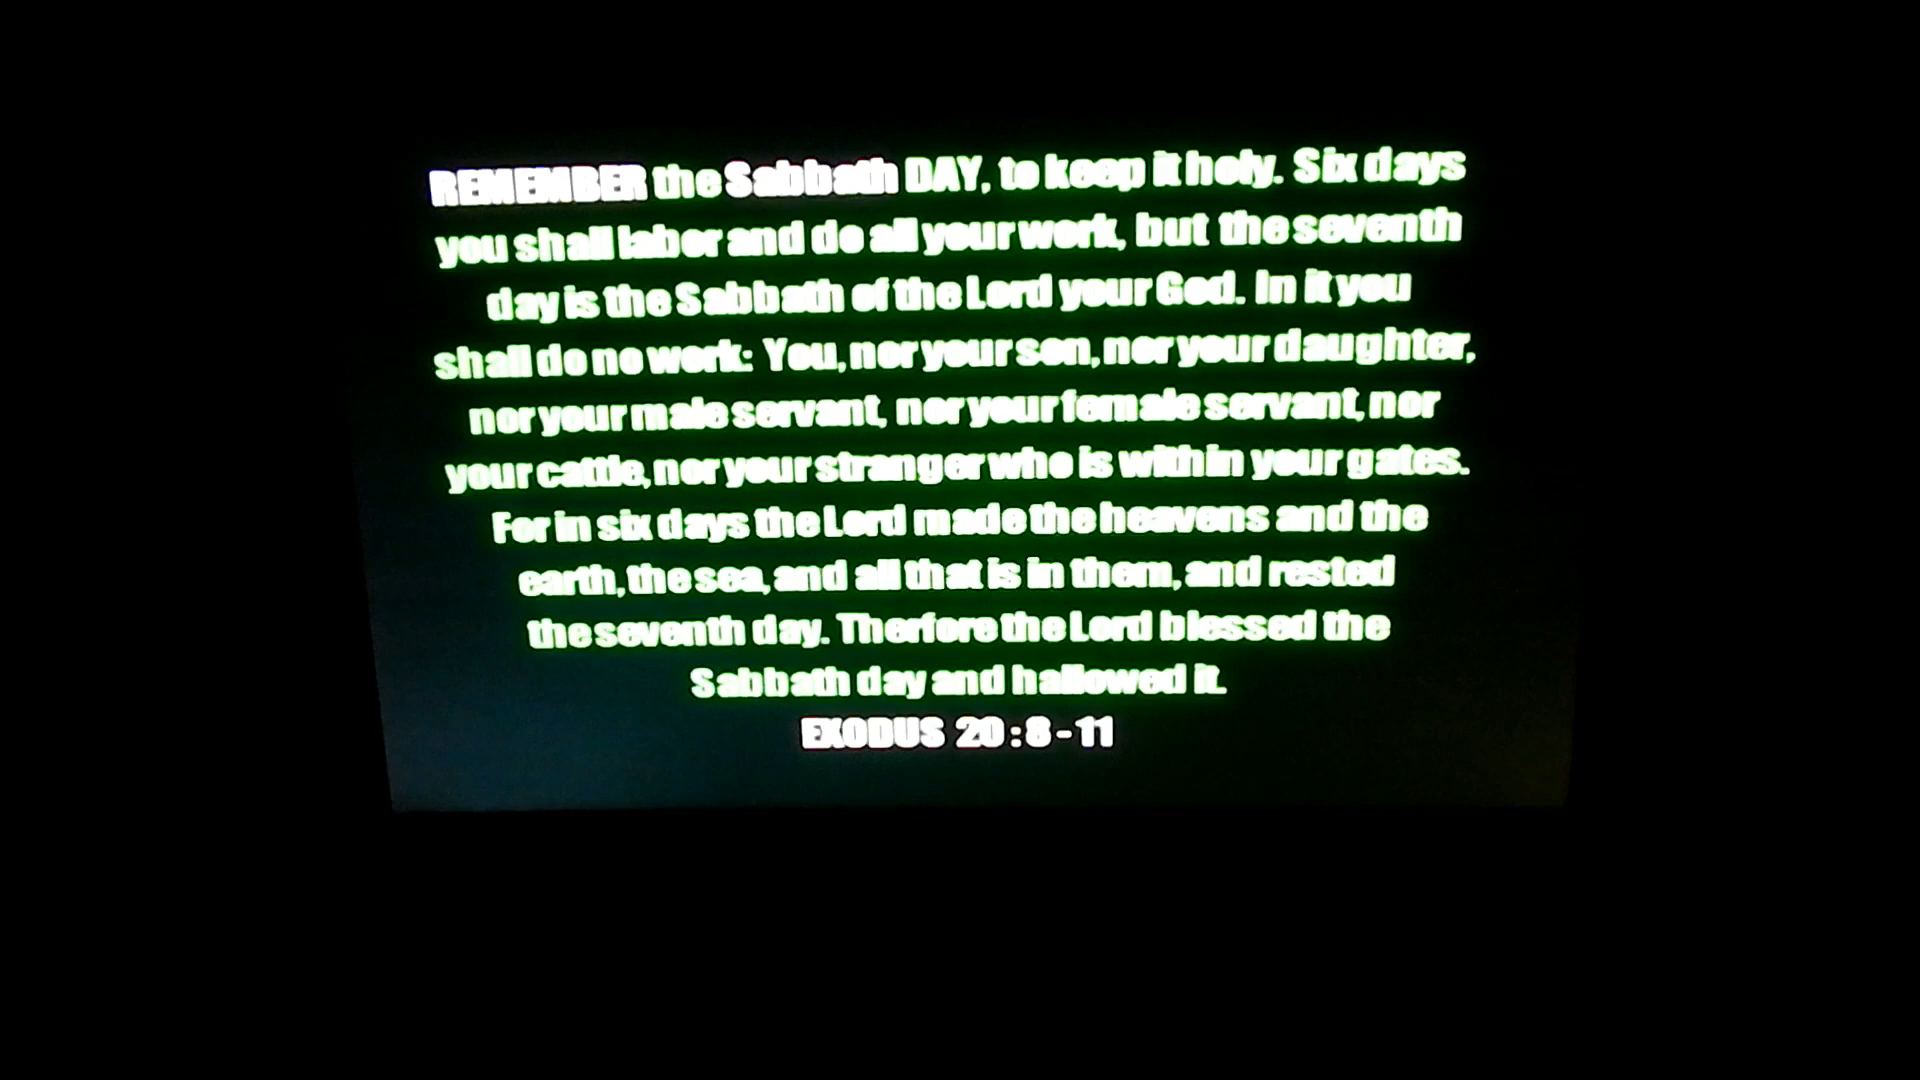 REMEMBER the Sabbath DAY, to keep it holy. Six days
you shall labor and do all your work, but the seventh
day is the Sabbath of the Lord your God. In it you
shall do no work: You, nor your son, nor your daughter,
nor your male servant, nor your female servant, nor
your cattle, nor your stranger who is within your gates.
For in six days the Lord made the heavens and the
earth, the sea, and all that is in them, and rested
the seventh day. Therfore the Lord blessed the
Sabbath day and hallowed it.
EXODUS 20:8-11